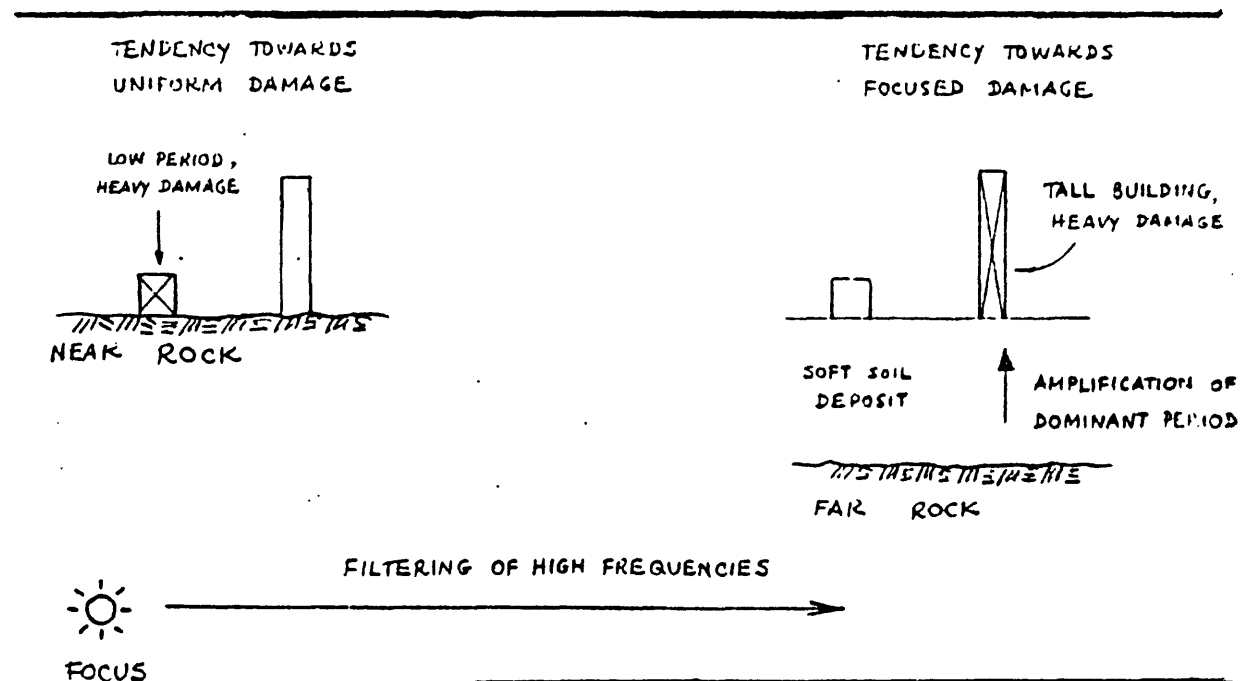 TENDENCY TOWARDS
UNIFORM DAMAGE
LOW PERIOD,
HEAVY DAMAGE
NEAR ROCK
TENDENCY TOWARDS
FOCUSED DAMAGE
TALL BUILDING,
HEAVY DAMAGE
SOFT SOIL
DEPOSIT
AMPLIFICATION OF
DOMINANT PERIOD
FAR ROCK
FILTERING OF HIGH FREQUENCIES
FOCUS